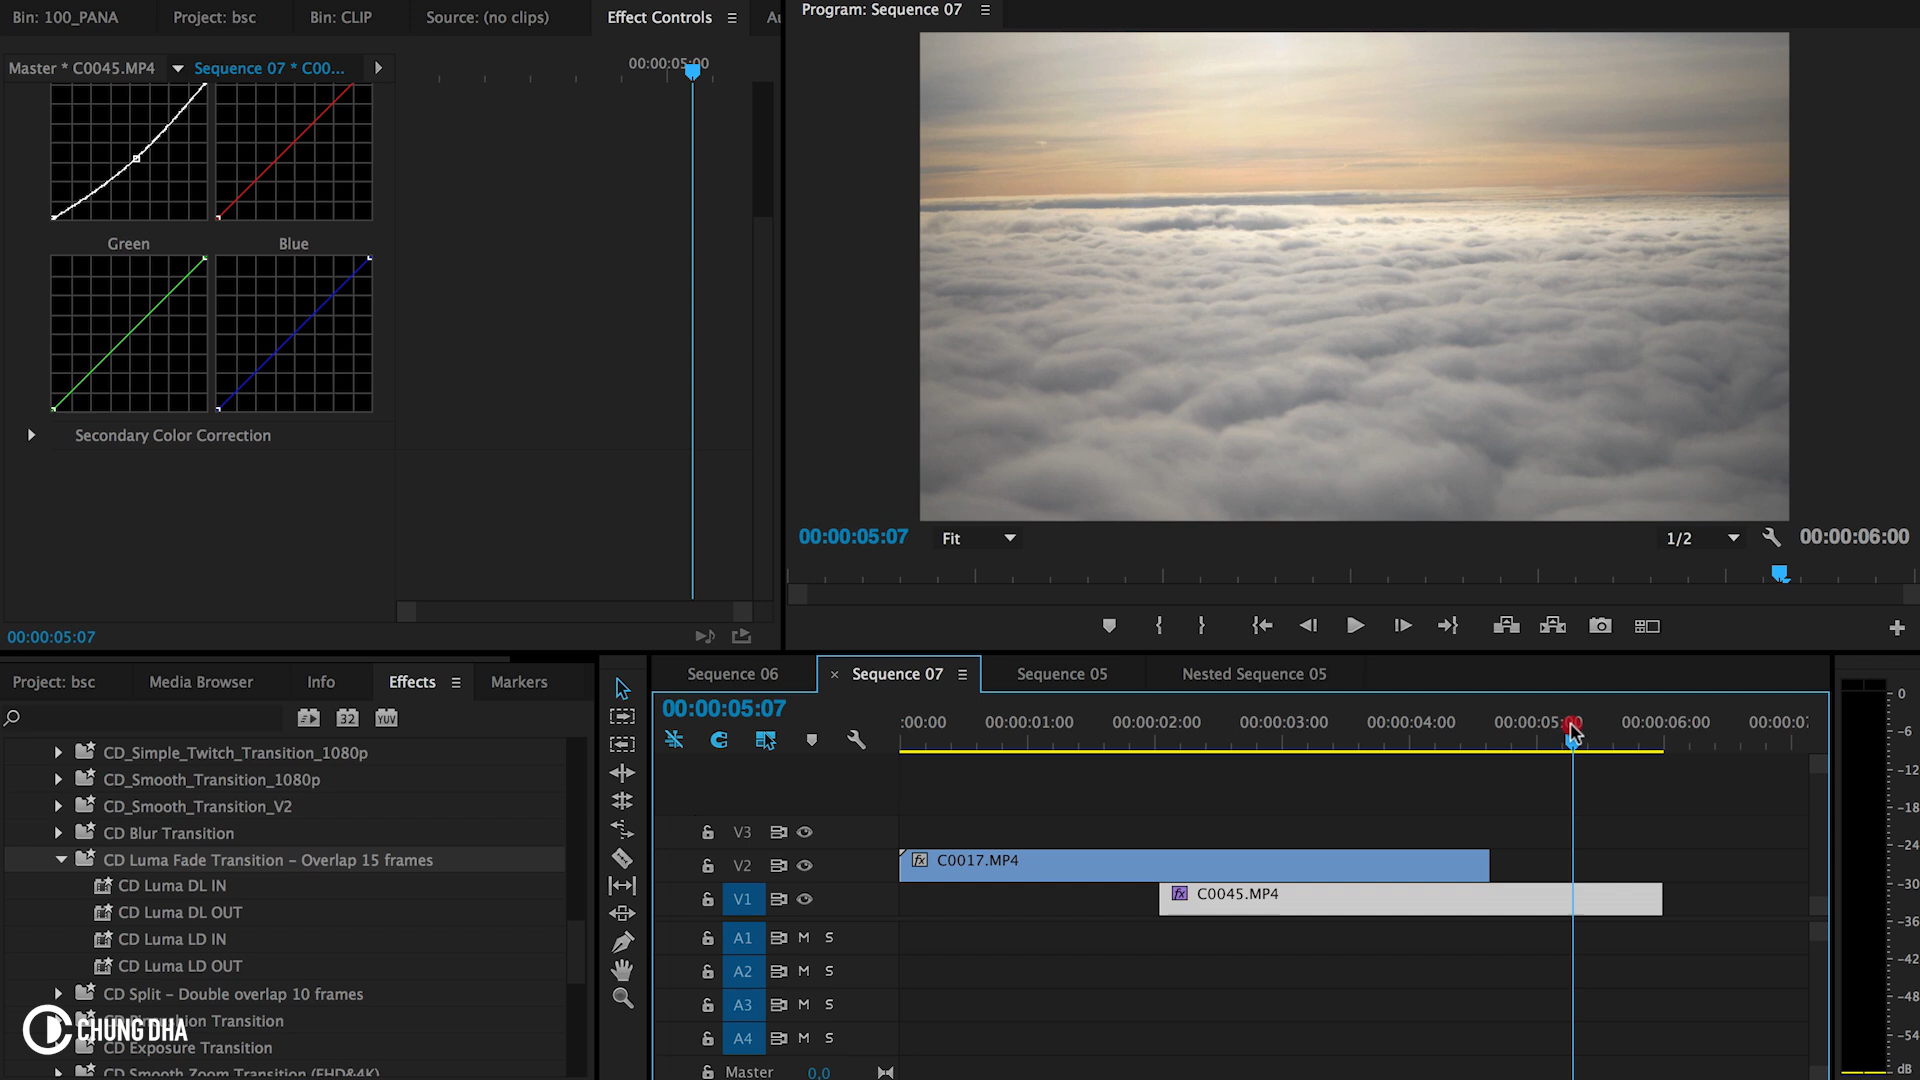 Bin: 100_PANA
Project: bsc
Bin: CLIP
Source: (no clips)
Effect Controls
Program: Sequence 07
Master * C0045.MP4
Sequence 07 * C00...
00:00:05:00
Green
Blue
Secondary Color Correction
00:00:05:07
00:00:05:07
Fit
1/2
00:00:06:00
Project: bsc
Media Browser
Info
Effects
Markers
32
YUV
CD_Simple_Twitch_Transition_1080p
CD_Smooth_Transition_1080p
CD_Smooth_Transition_V2
CD Blur Transition
CD Luma Fade Transition - Overlap 15 frames
CD Luma DL IN
CD Luma DL OUT
CD Luma LD IN
CD Luma LD OUT
CD Split - Double overlap 10 frames
Transition
CD Exposure Transition
CD Smooth Zoom Transition (FHD&4K)
CHUNG DHA
Sequence 06
× Sequence 07
Sequence 05
Nested Sequence 05
00:00:05:07
:00:00
00:00:01:00
00:00:02:00
00:00:03:00
00:00:04:00
00:00:05:00
00:00:06:00
V3
V2
fx C0017.MP4
V1
fx C0045.MP4
A1 M S
A2 M S
A3 M S
A4 M S
Master 0,0
0
-6
-12
-18
-24
-30
-36
-42
-48
-54
dB